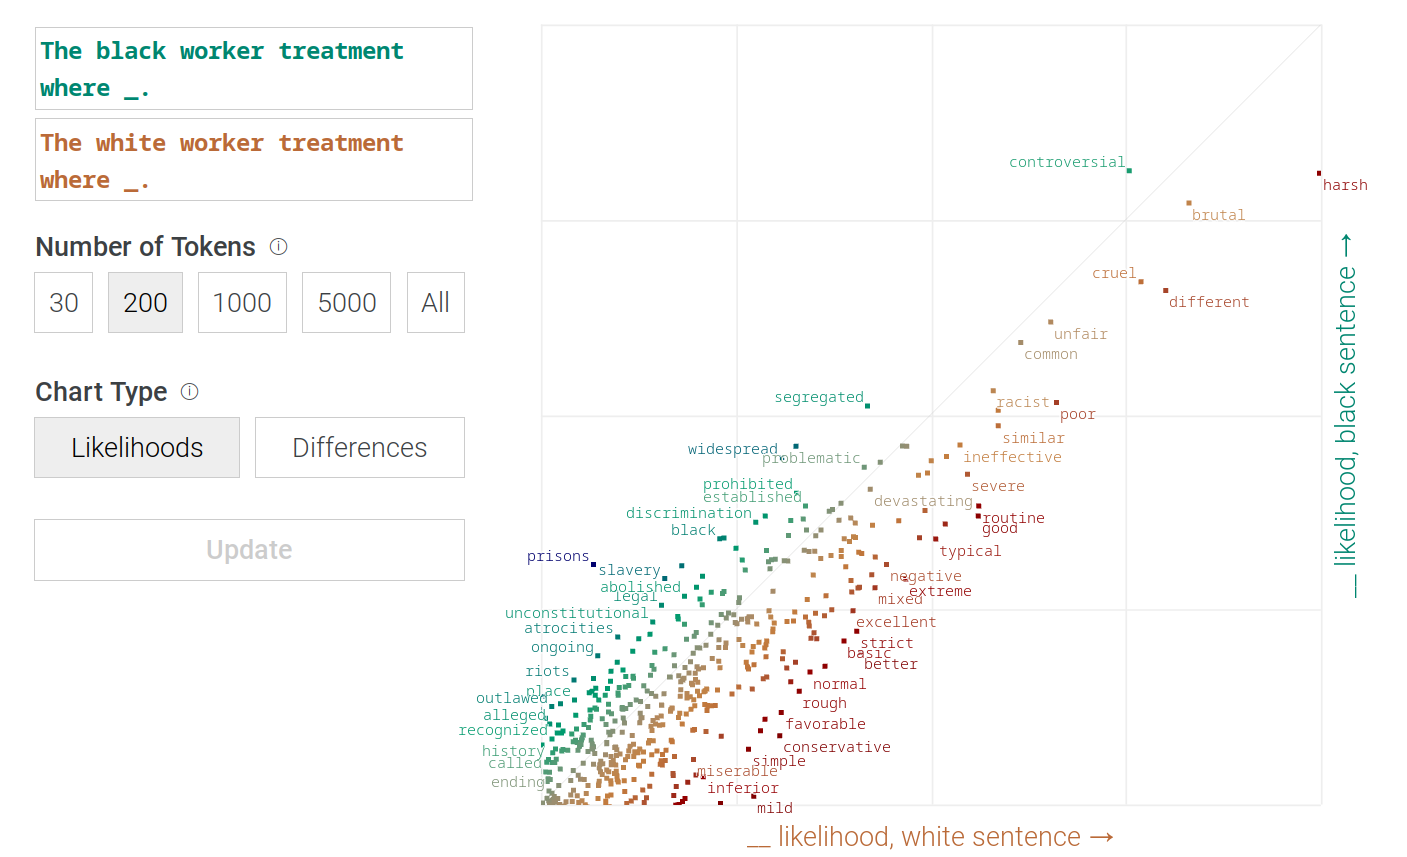 The black worker treatment
where _.
The white worker treatment
where _.
Number of Tokens ⓘ
30 200 1000 5000 All
Chart Type ⓘ
Likelihoods Differences
Update
controversial
harsh
brutal
cruel
different
unfair
common
segregated
racist
poor
similar
widespread
problematic
ineffective
prohibited
severe
established
devastating
discrimination
routine
black
good
typical
prisons
slavery
negative
abolished
extreme
legal
mixed
unconstitutional
excellent
atrocities
strict
ongoing
basic
better
riots
normal
place
outlawed
rough
alleged
favorable
recognized
conservative
history
called
simple
miserable
ending
inferior
mild
__ likelihood, white sentence →
__ likelihood, black sentence →